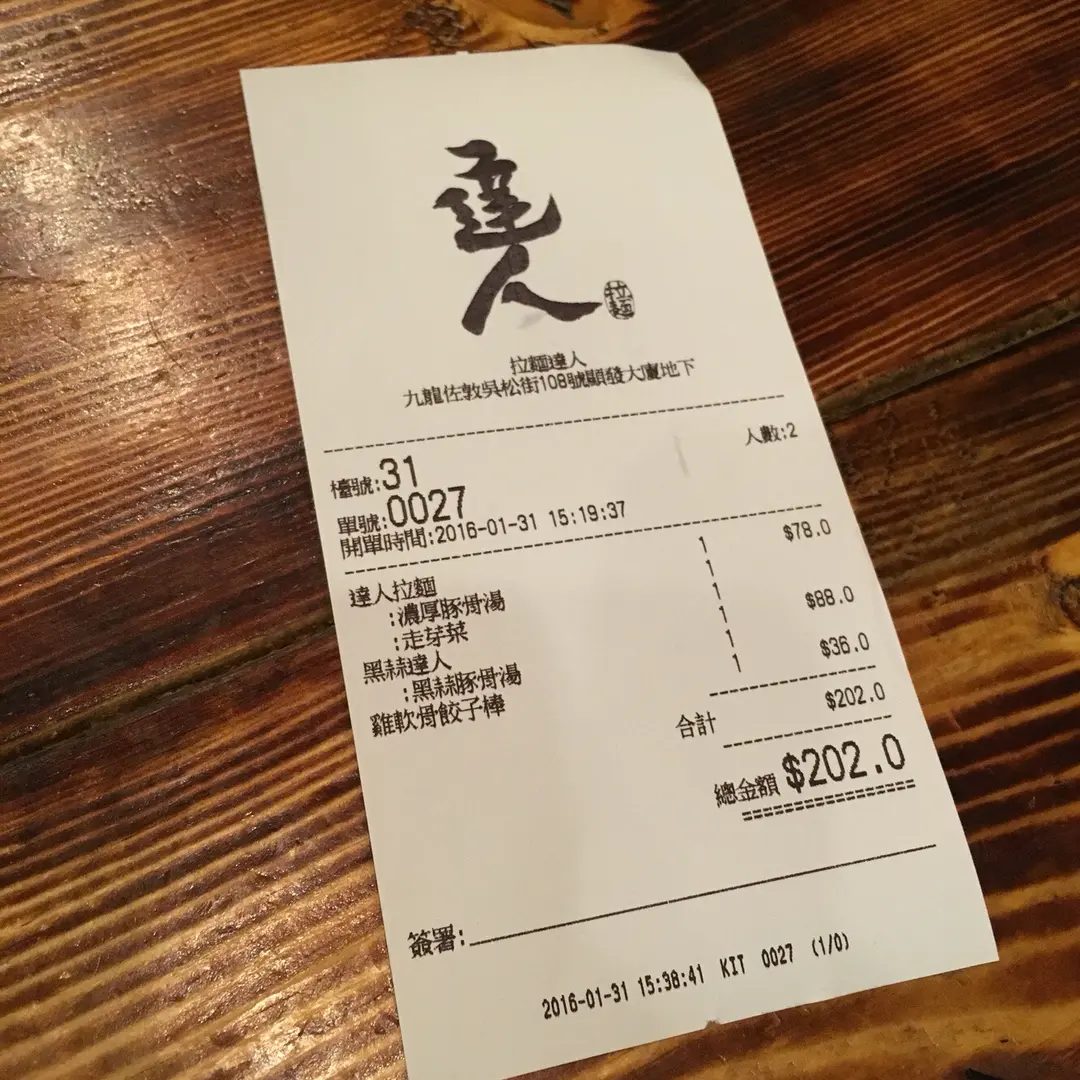 達人
拉麵
拉麵達人
九龍佐敦吳松街108號顯發大廈地下
人數:2
檯號:31
單號:0027
開單時間:2016-01-31 15:19:37
達人拉麵 1 $78.0
:濃厚豚骨湯 1
:走芽菜 1
黑蒜達人 1 $88.0
:黑蒜豚骨湯 1
雞軟骨餃子棒 1 $36.0
合計 $202.0
總金額 $202.0
簽署:
2016-01-31 15:38:41 KIT 0027 (1/0)